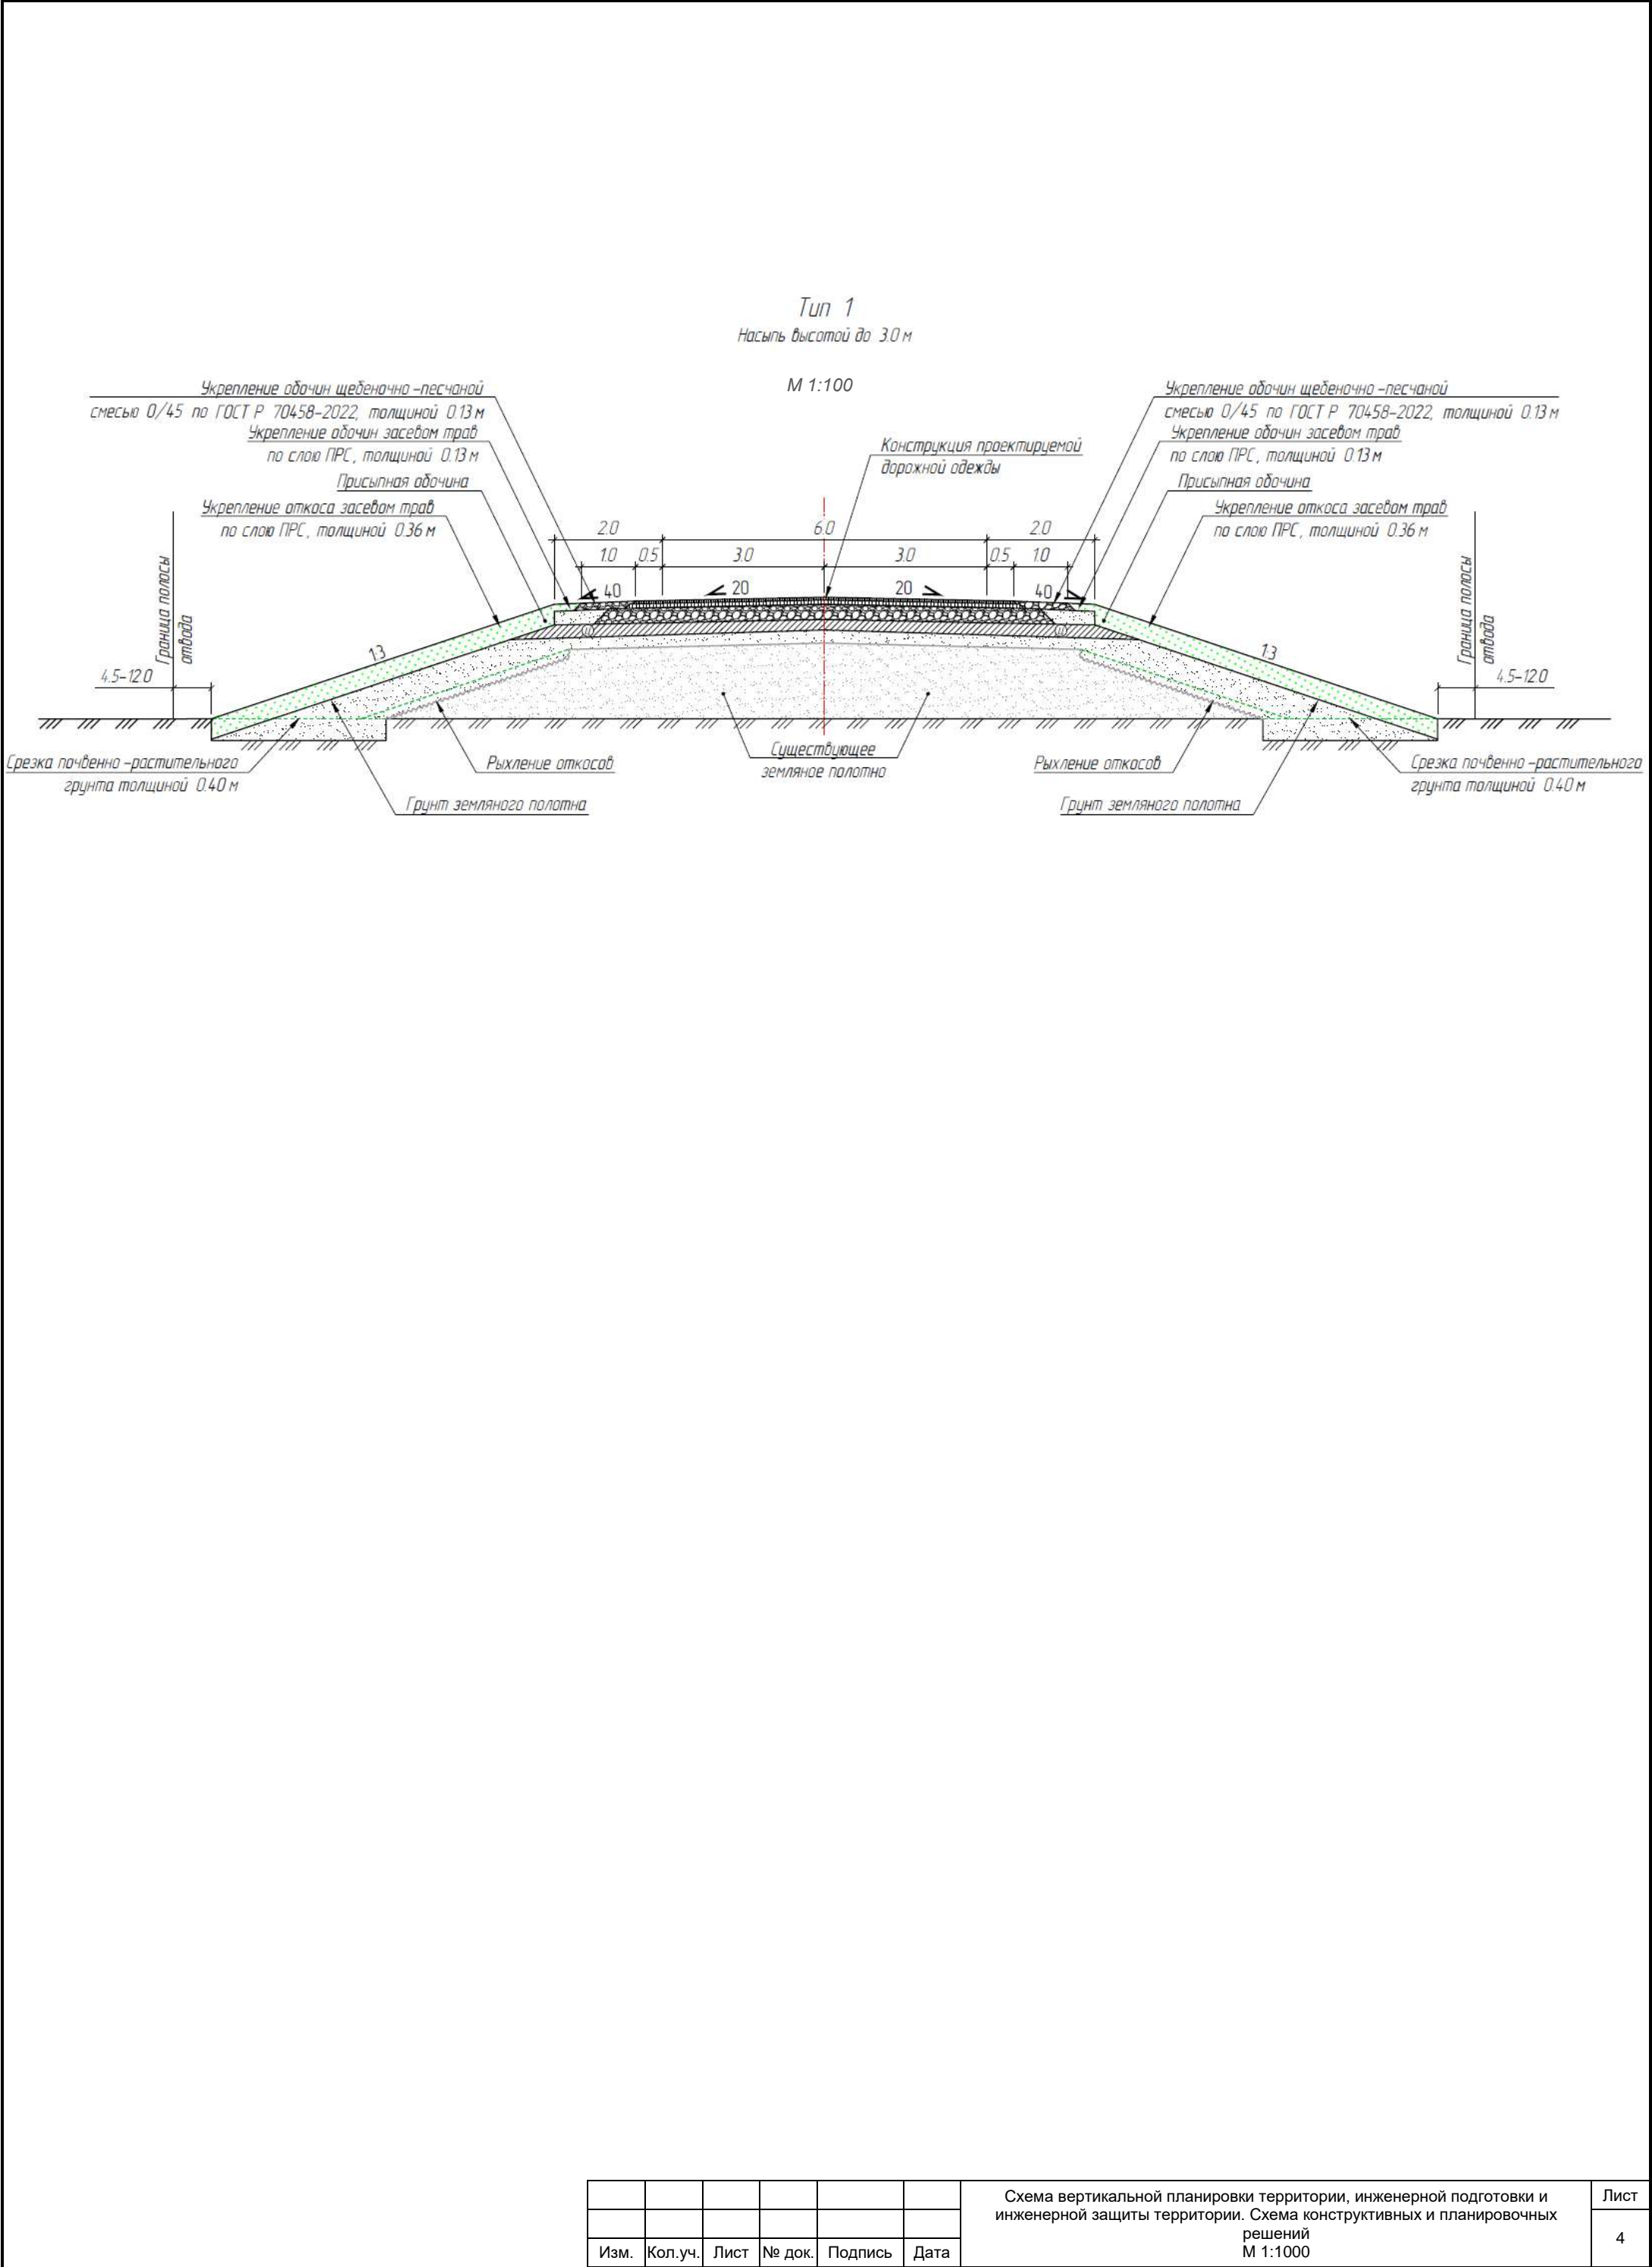 Тип 1
Насыпь высотой до 3.0 м
М 1:100
Укрепление обочин щебеночно-песчаной
смесью 0/45 по ГОСТ Р 70458-2022, толщиной 0.13 м
Укрепление обочин засевом трав
по слою ПРС, толщиной 0.13 м
Присыпная обочина
Укрепление откоса засевом трав
по слою ПРС, толщиной 0.36 м
Конструкция проектируемой
дорожной одежды
Укрепление обочин щебеночно-песчаной
смесью 0/45 по ГОСТ Р 70458-2022, толщиной 0.13 м
Укрепление обочин засевом трав
по слою ПРС, толщиной 0.13 м
Присыпная обочина
Укрепление откоса засевом трав
по слою ПРС, толщиной 0.36 м
2.0 6.0 2.0
1.0 0.5 3.0 3.0 0.5 1.0
40 20 20 40
Граница полосы
отвода
4.5-12.0
1:3
1:3
Граница полосы
отвода
4.5-12.0
Срезка почвенно-растительного
грунта толщиной 0.40 м
Рыхление откосов
Грунт земляного полотна
Существующее
земляное полотно
Рыхление откосов
Грунт земляного полотна
Срезка почвенно-растительного
грунта толщиной 0.40 м
Изм. Кол.уч. Лист № док. Подпись Дата
Схема вертикальной планировки территории, инженерной подготовки и
инженерной защиты территории. Схема конструктивных и планировочных
решений
М 1:1000
Лист
4